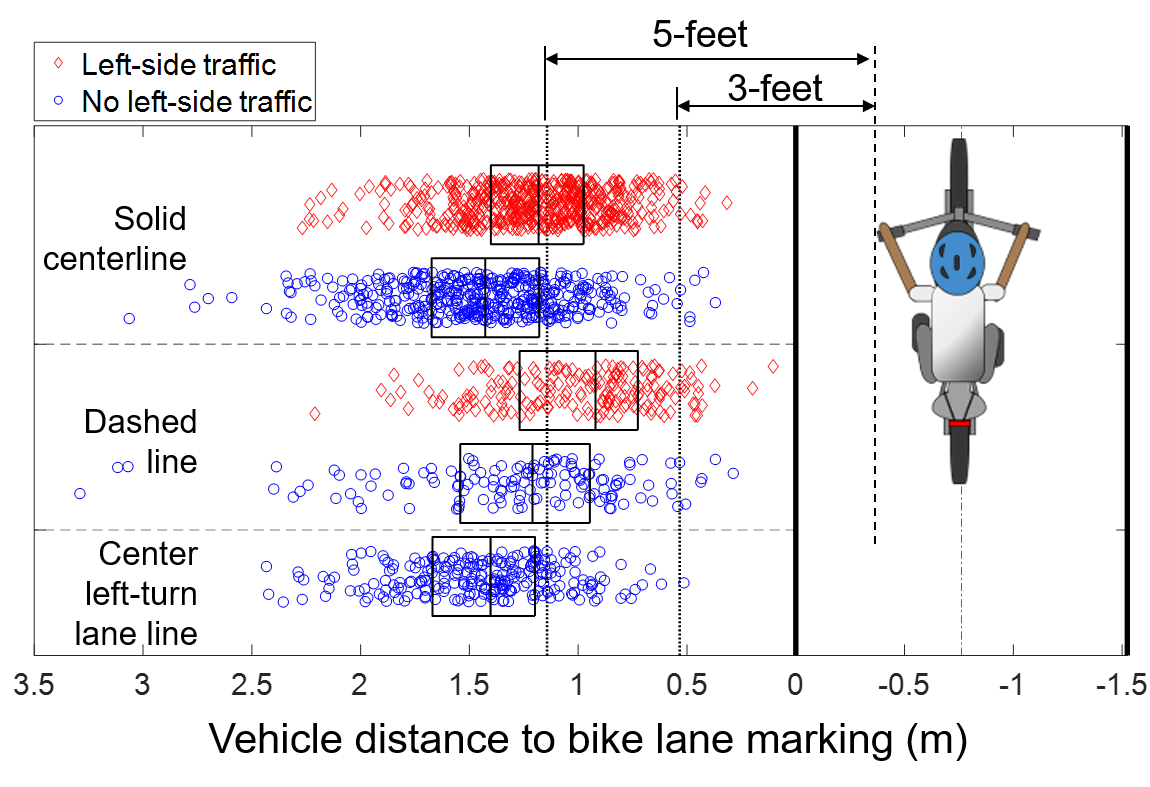 5-feet
3-feet
Left-side traffic
No left-side traffic
Solid
centerline
Dashed
line
Center
left-turn
lane line
3.5 3 2.5 2 1.5 1 0.5 0 -0.5 -1 -1.5
Vehicle distance to bike lane marking (m)